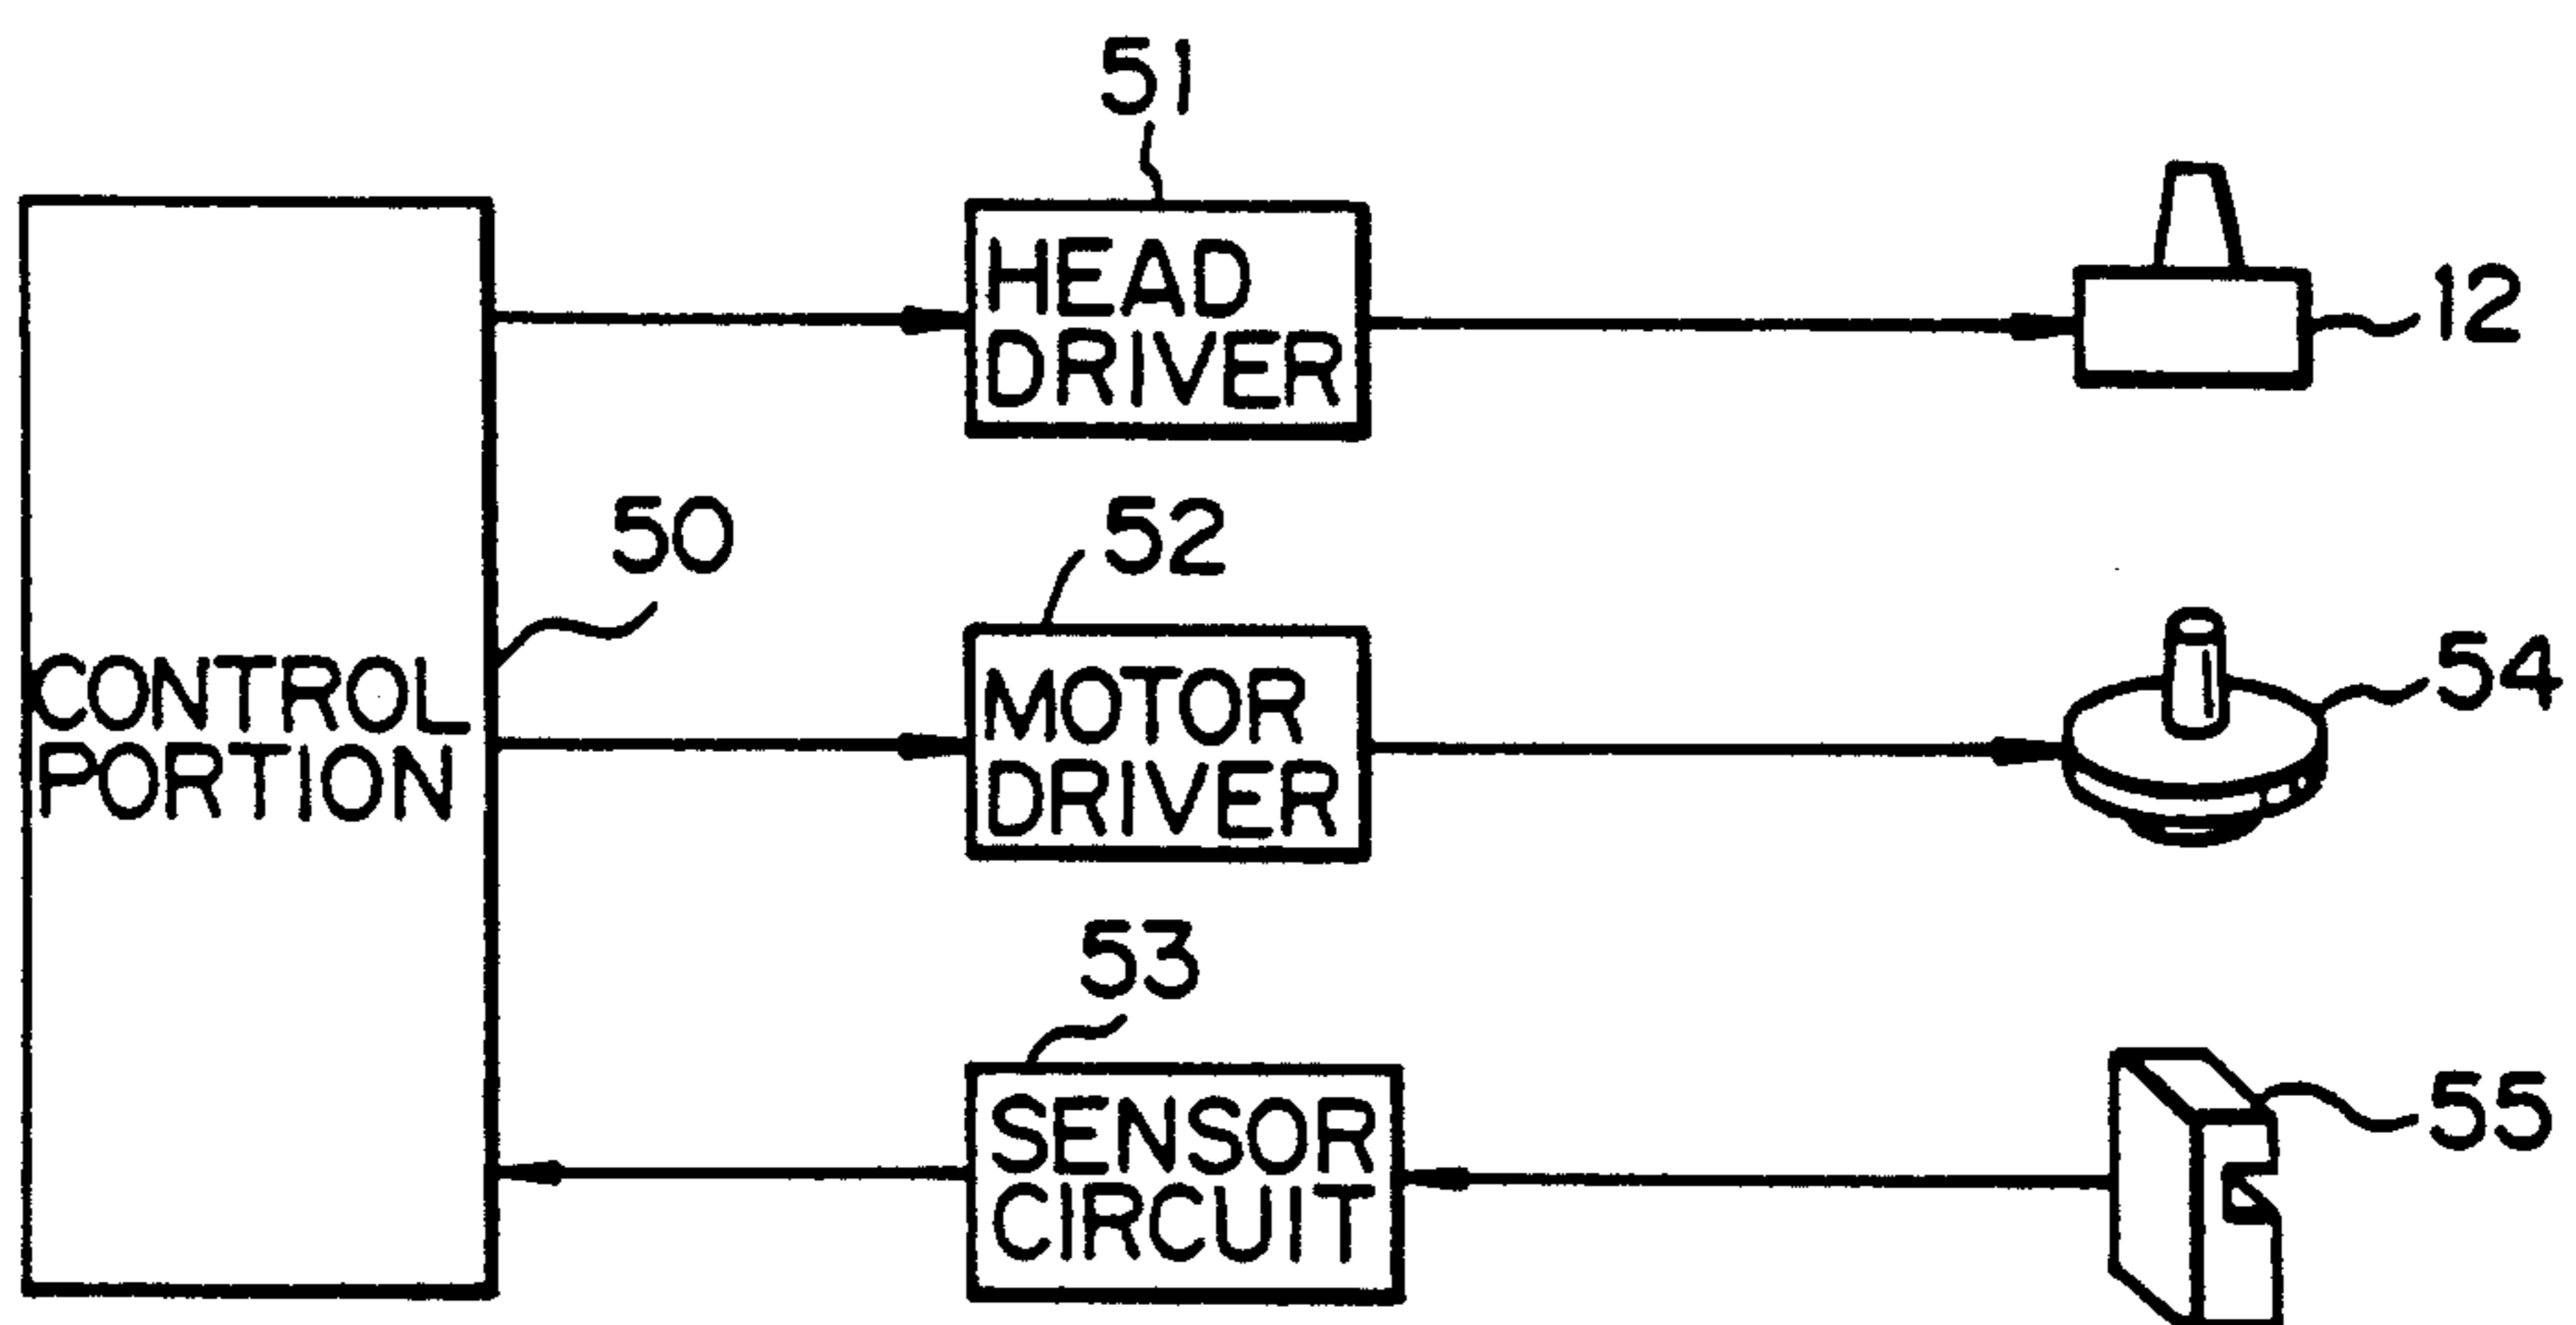 51
HEAD
DRIVER
12
50
CONTROL
PORTION
52
MOTOR
DRIVER
54
53
SENSOR
CIRCUIT
55